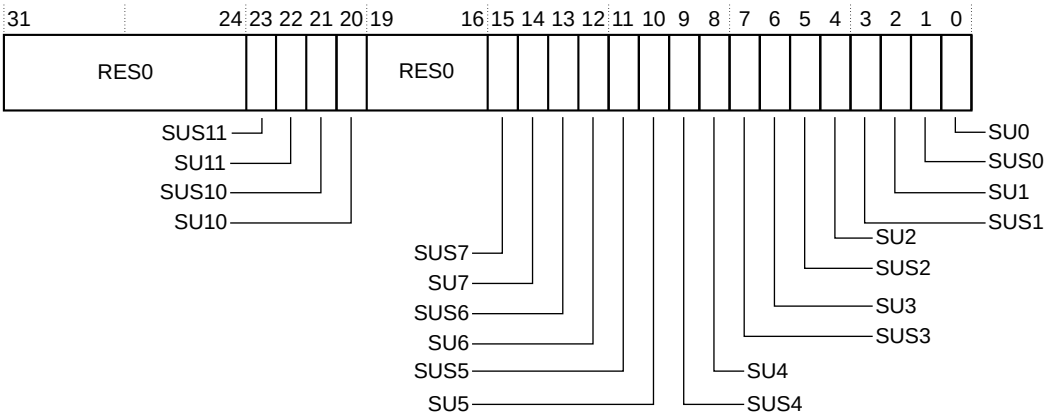 31 24 23 22 21 20 19 16 15 14 13 12 11 10 9 8 7 6 5 4 3 2 1 0
RES0 RES0
SUS11 SU0
SU11 SUS0
SUS10 SU1
SU10 SUS1
SU2
SUS7
SUS2
SU7
SU3
SUS6
SUS3
SU6
SUS5 SU4
SU5 SUS4